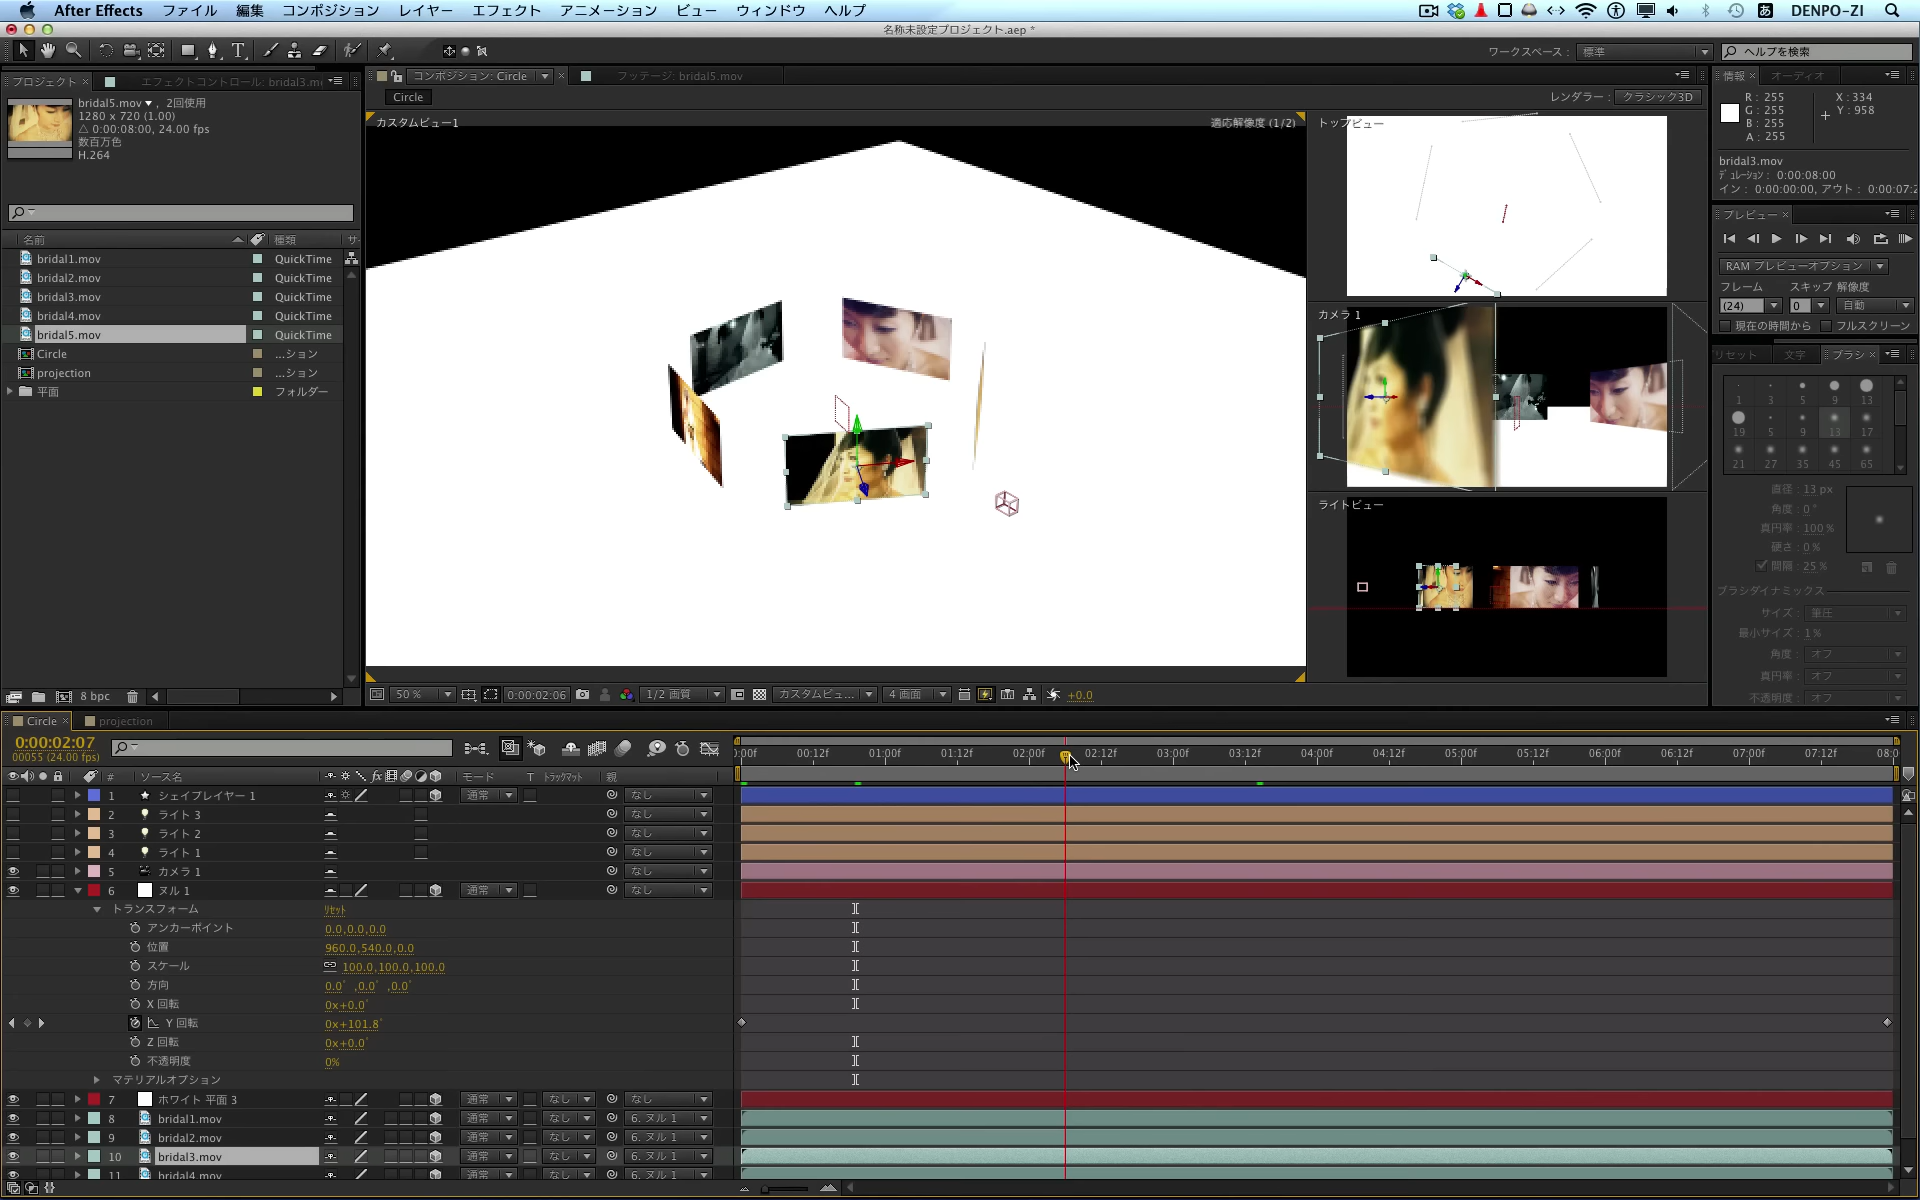 After Effects ファイル 編集 コンポジション レイヤー エフェクト アニメーション ビュー ウィンドウ ヘルプ DENPO-ZI
名称未設定プロジェクト.aep *
ワークスペース： 標準 ヘルプを検索
プロジェクト × エフェクトコントロール: bridal3.m
コンポジション: Circle × フッテージ: bridal5.mov
情報 × オーディオ
Circle
レンダラー： クラシック3D
bridal5.mov ▼ , 2回使用
1280 x 720 (1.00)
△ 0:00:08:00, 24.00 fps
数百万色
H.264
R : 255
G : 255
B : 255
A : 255
X : 334
Y : 958
bridal3.mov
デュレーション： 0:00:08:00
イン： 0:00:00:00, アウト： 0:00:07:2
カスタムビュー1
適応解像度 (1/2)
トップビュー
カメラ 1
ライトビュー
名前 種類 サ
bridal1.mov QuickTime
bridal2.mov QuickTime
bridal3.mov QuickTime
bridal4.mov QuickTime
bridal5.mov QuickTime
Circle ...ション
projection ...ション
平面 フォルダー
8 bpc
プレビュー ×
RAM プレビューオプション
フレーム スキップ 解像度
(24) 0 自動
現在の時間から フルスクリーン
リセット 文字 ブラシ ×
1 3 5 9 13
19 5 9 13 17
21 27 35 45 65
直径： 13 px
角度： 0 °
真円率： 100 %
硬さ： 0 %
間隔： 25 %
ブラシダイナミックス
サイズ： 筆圧
最小サイズ： 1 %
角度： オフ
真円率： オフ
不透明度： オフ
50 % 0:00:02:06 1/2 画質 カスタムビュ... 4 画面 +0.0
Circle × projection
0:00:02:07
00055 (24.00 fps)
:00f 00:12f 01:00f 01:12f 02:00f 02:12f 03:00f 03:12f 04:00f 04:12f 05:00f 05:12f 06:00f 06:12f 07:00f 07:12f 08:0
# ソース名 fx モード T トラックマット 親
1 シェイプレイヤー 1 通常 なし
2 ライト 3 なし
3 ライト 2 なし
4 ライト 1 なし
5 カメラ 1 なし
6 ヌル 1 通常 なし
トランスフォーム リセット
アンカーポイント 0.0,0.0,0.0
位置 960.0,540.0,0.0
スケール 100.0,100.0,100.0
方向 0.0° ,0.0° ,0.0°
X 回転 0x+0.0°
Y 回転 0x+101.8°
Z 回転 0x+0.0°
不透明度 0%
マテリアルオプション
7 ホワイト 平面 3 通常 なし なし
8 bridal1.mov 通常 なし 6. ヌル 1
9 bridal2.mov 通常 なし 6. ヌル 1
10 bridal3.mov 通常 なし 6. ヌル 1
11 bridal4.mov 通常 なし 6. ヌル 1